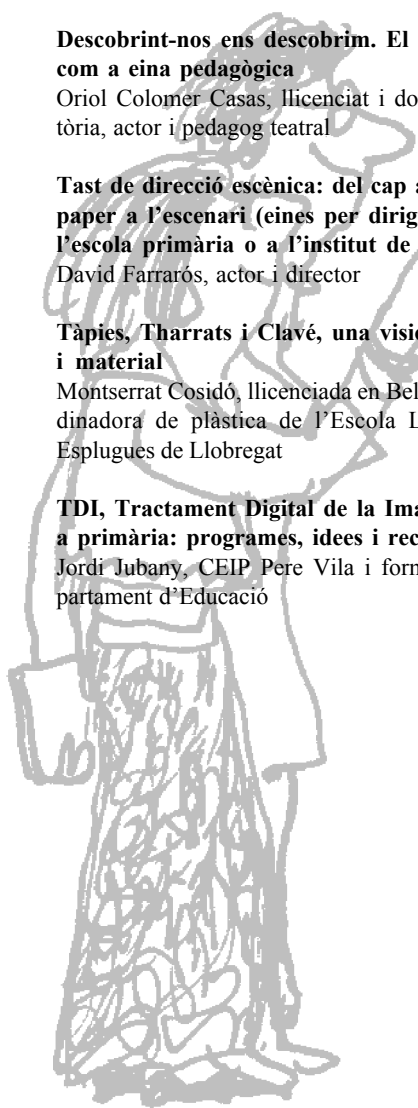 Descobrint-nos ens descobrim. El
com a eina pedagògica
Oriol Colomer Casas, llicenciat i do
tòria, actor i pedagog teatral
Tast de direcció escènica: del cap a
paper a l’escenari (eines per dirig
l’escola primària o a l’institut de
David Farrarós, actor i director
Tàpies, Tharrats i Clavé, una visi
i material
Montserrat Cosidó, llicenciada en Bel
dinadora de plàstica de l’Escola L
Esplugues de Llobregat
TDI, Tractament Digital de la Ima
a primària: programes, idees i rec
Jordi Jubany, CEIP Pere Vila i form
partament d’Educació